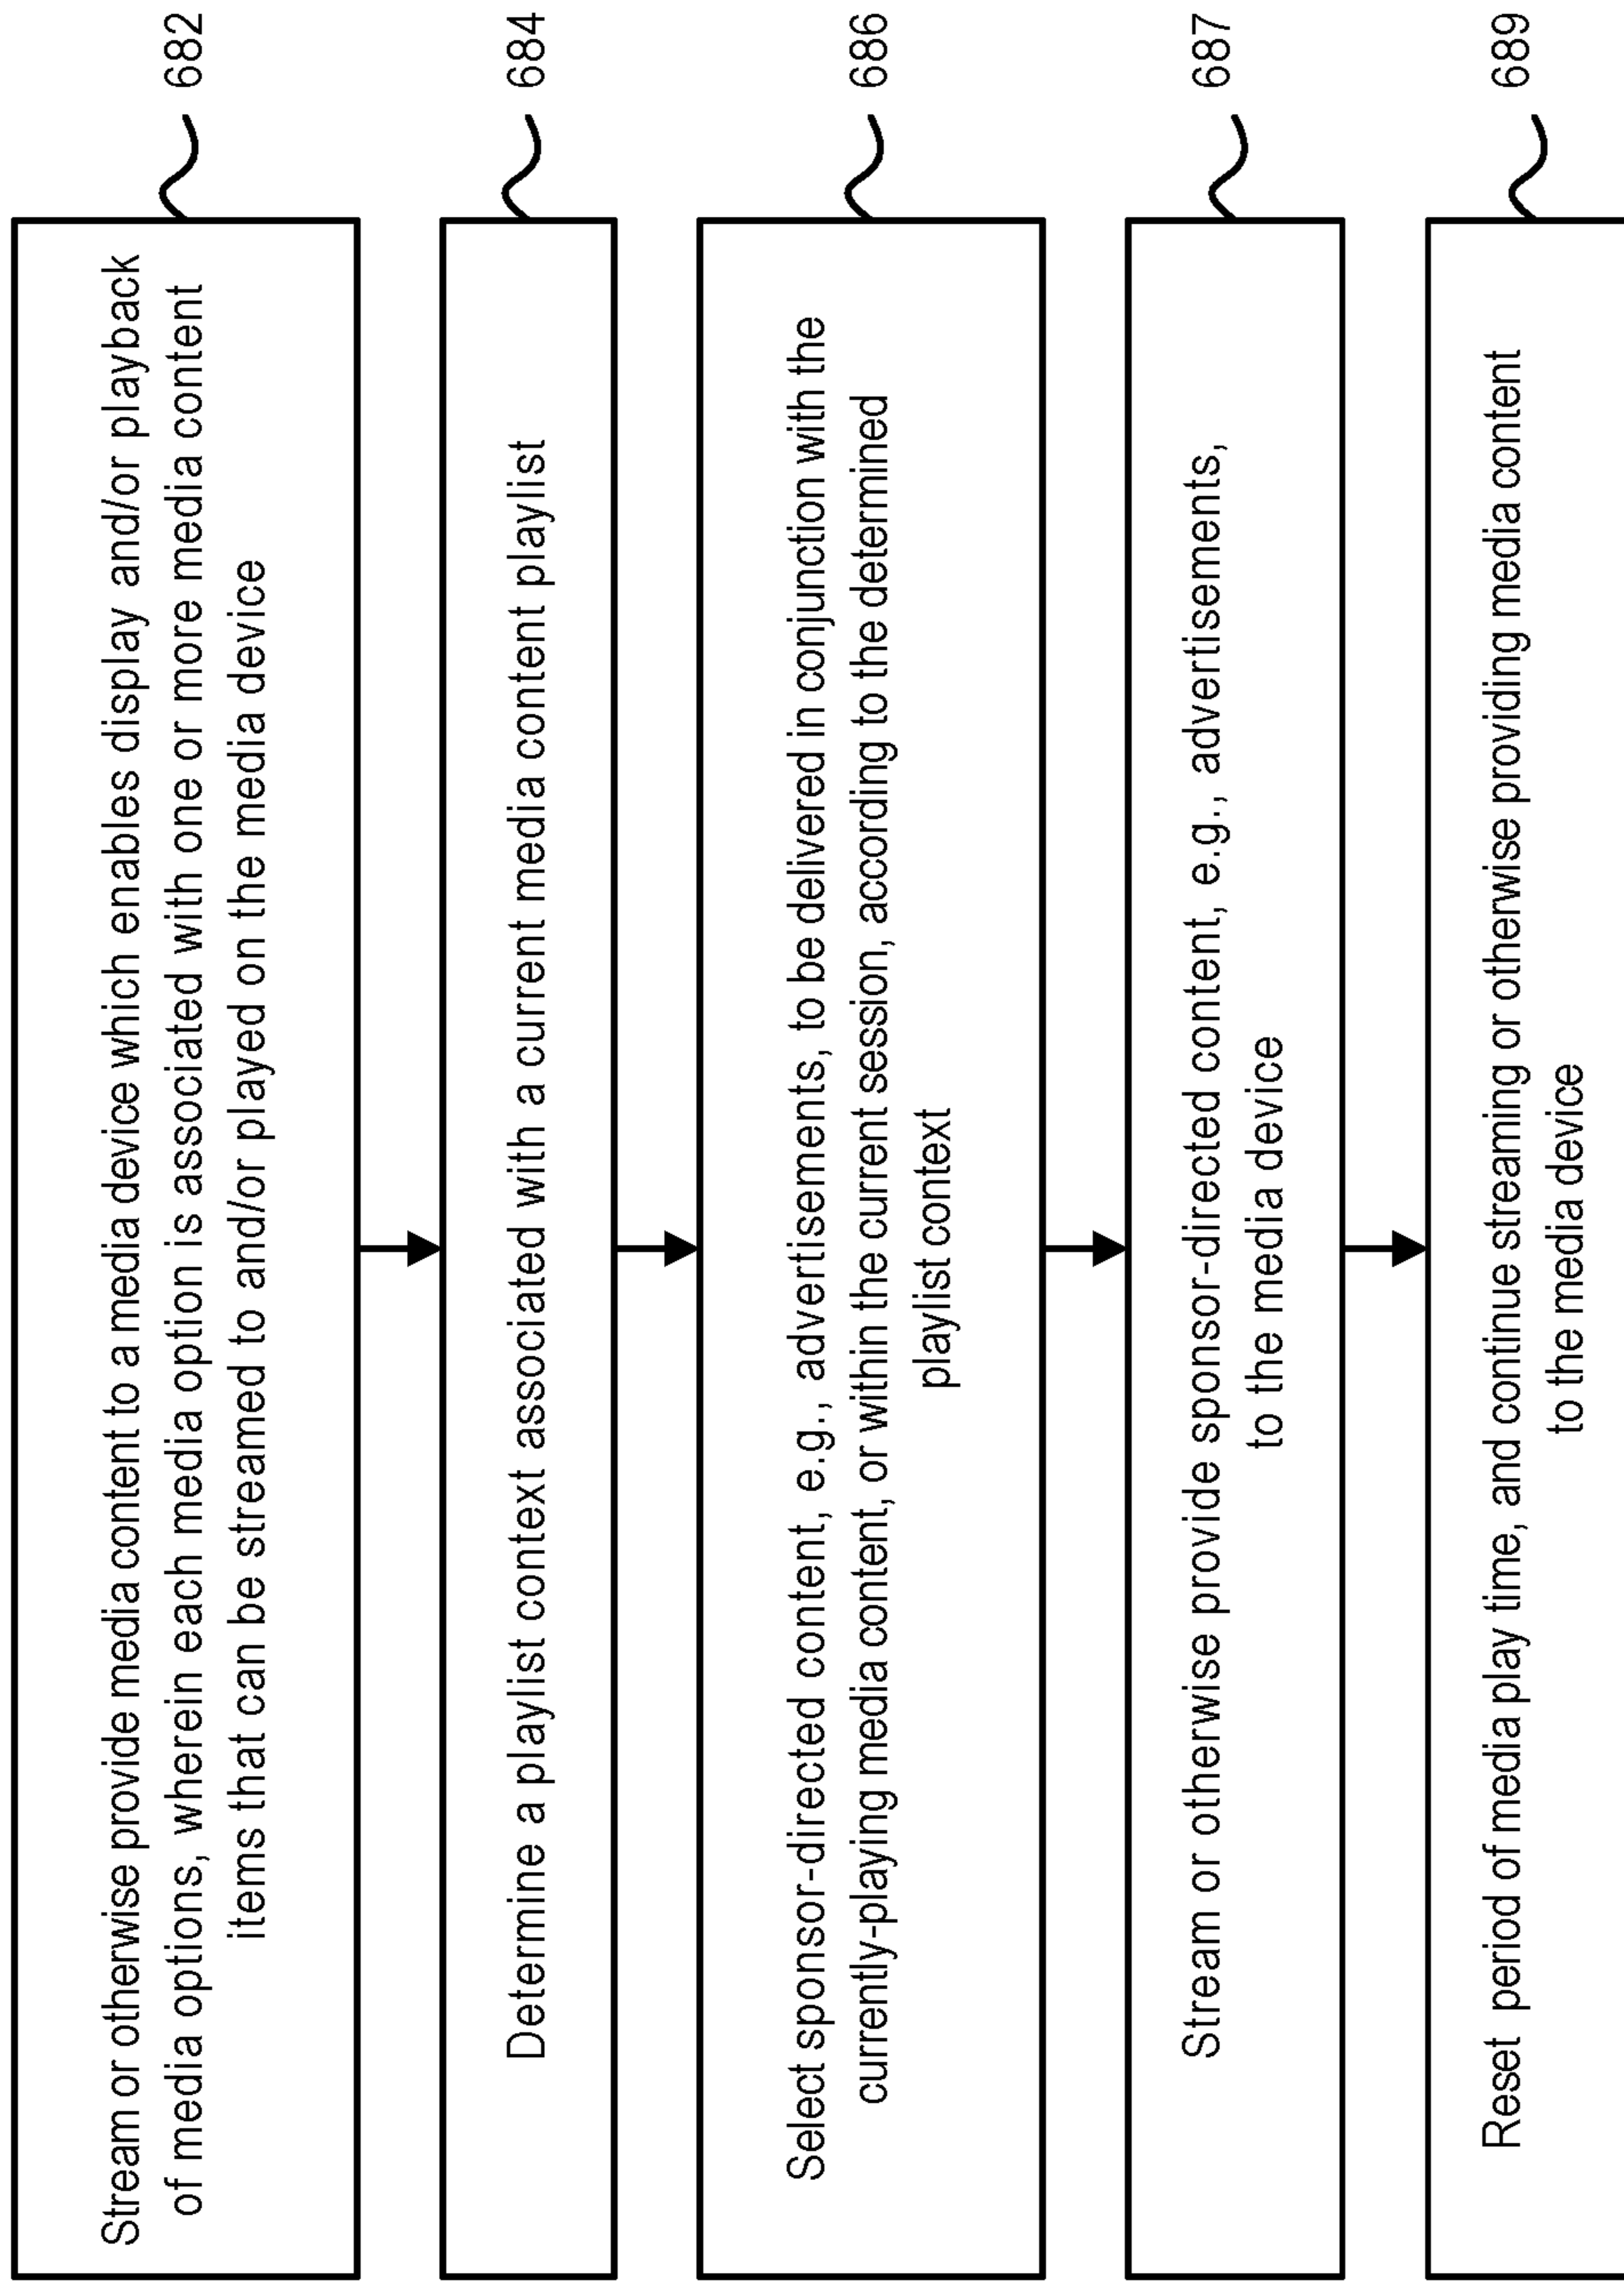 Stream or otherwise provide media content to a media device which enables display and/or playback
of media options, wherein each media option is associated with one or more media content
items that can be streamed to and/or played on the media device
682
Determine a playlist context associated with a current media content playlist
684
Select sponsor-directed content, e.g., advertisements, to be delivered in conjunction with the
currently-playing media content, or within the current session, according to the determined
playlist context
686
Stream or otherwise provide sponsor-directed content, e.g., advertisements,
to the media device
687
Reset period of media play time, and continue streaming or otherwise providing media content
to the media device
689